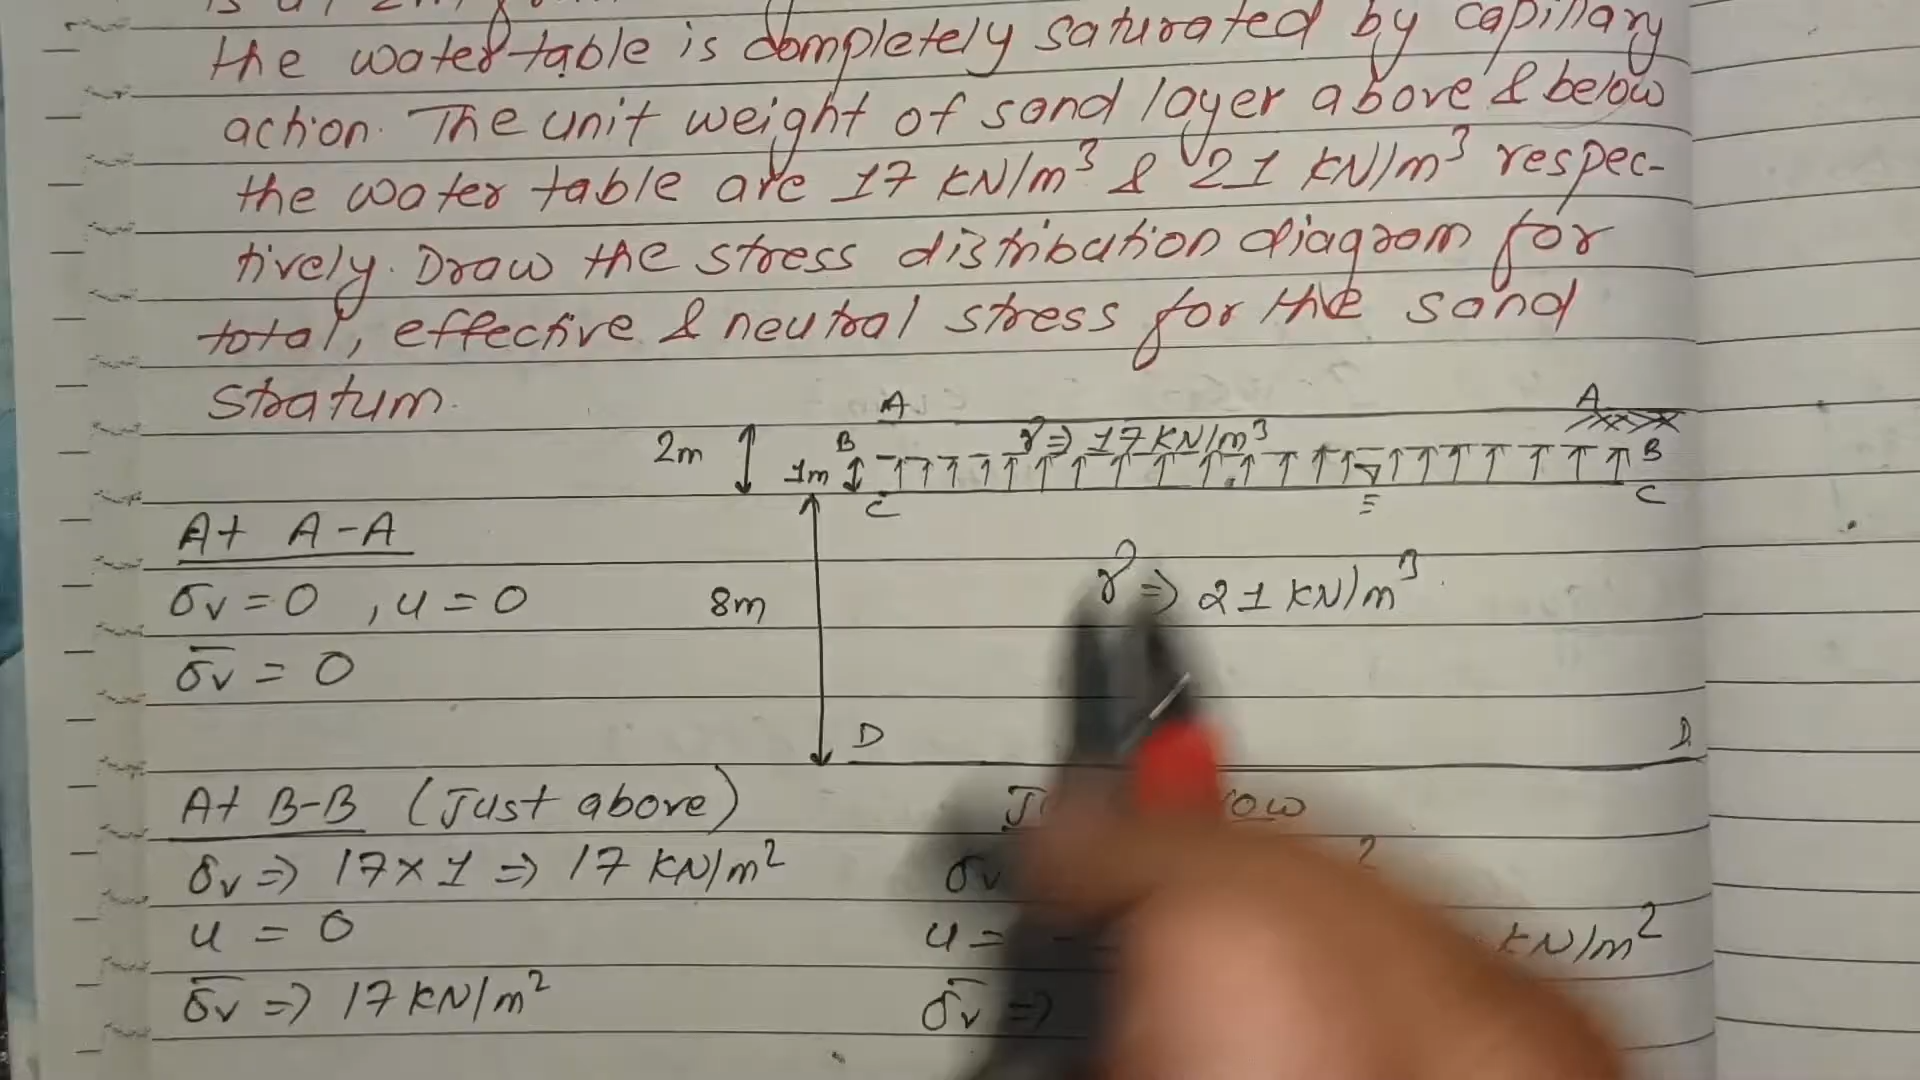 the water table is completely saturated by capillary
action. The unit weight of sand layer above & below
the water table are 17 KN/m³ & 21 KN/m³ respec-
tively. Draw the stress distribution diagram for
total, effective & neutral stress for the sand
stratum.
A A
2m B 1m γ⇒ 17 KN/m³ B
C C
At A-A
σv = 0 , u = 0
σ̄v = 0
8m γ⇒ 21 KN/m³
D D
At B-B (Just above)
σv ⇒ 17×1 ⇒ 17 KN/m²
σv
u = 0
u = KN/m²
σ̄v ⇒ 17 KN/m²
σ̄v ⇒